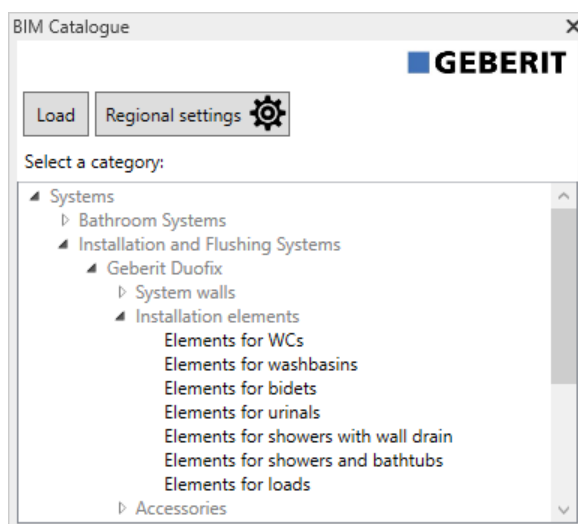 BIM Catalogue
GEBERIT
Load
Regional settings
Select a category:
Systems
Bathroom Systems
Installation and Flushing Systems
Geberit Duofix
System walls
Installation elements
Elements for WCs
Elements for washbasins
Elements for bidets
Elements for urinals
Elements for showers with wall drain
Elements for showers and bathtubs
Elements for loads
Accessories